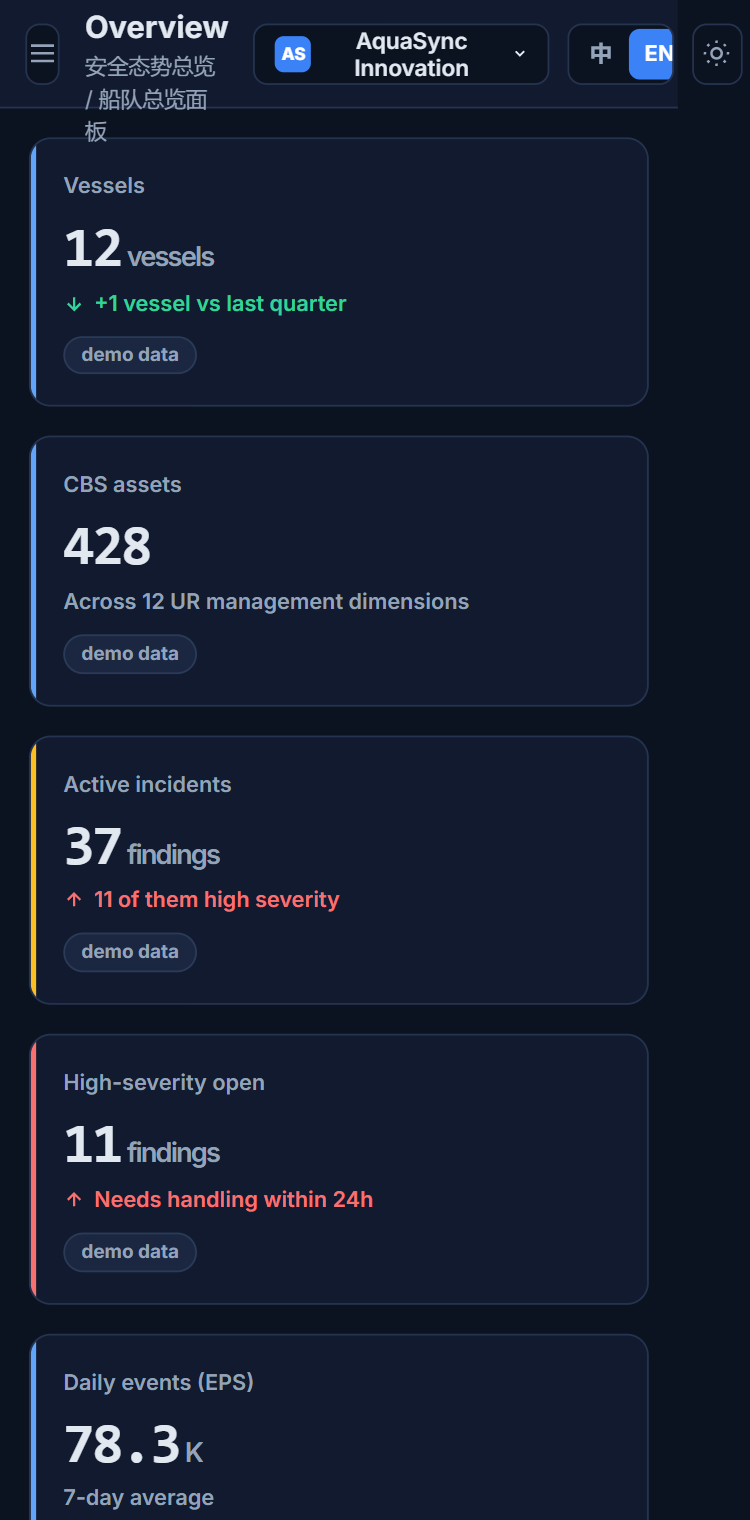 Overview
安全态势总览
/ 船队总览面
板
AS
AquaSync
Innovation
中
EN
Vessels
12 vessels
↓ +1 vessel vs last quarter
demo data
CBS assets
428
Across 12 UR management dimensions
demo data
Active incidents
37 findings
↑ 11 of them high severity
demo data
High-severity open
11 findings
↑ Needs handling within 24h
demo data
Daily events (EPS)
78.3 K
7-day average